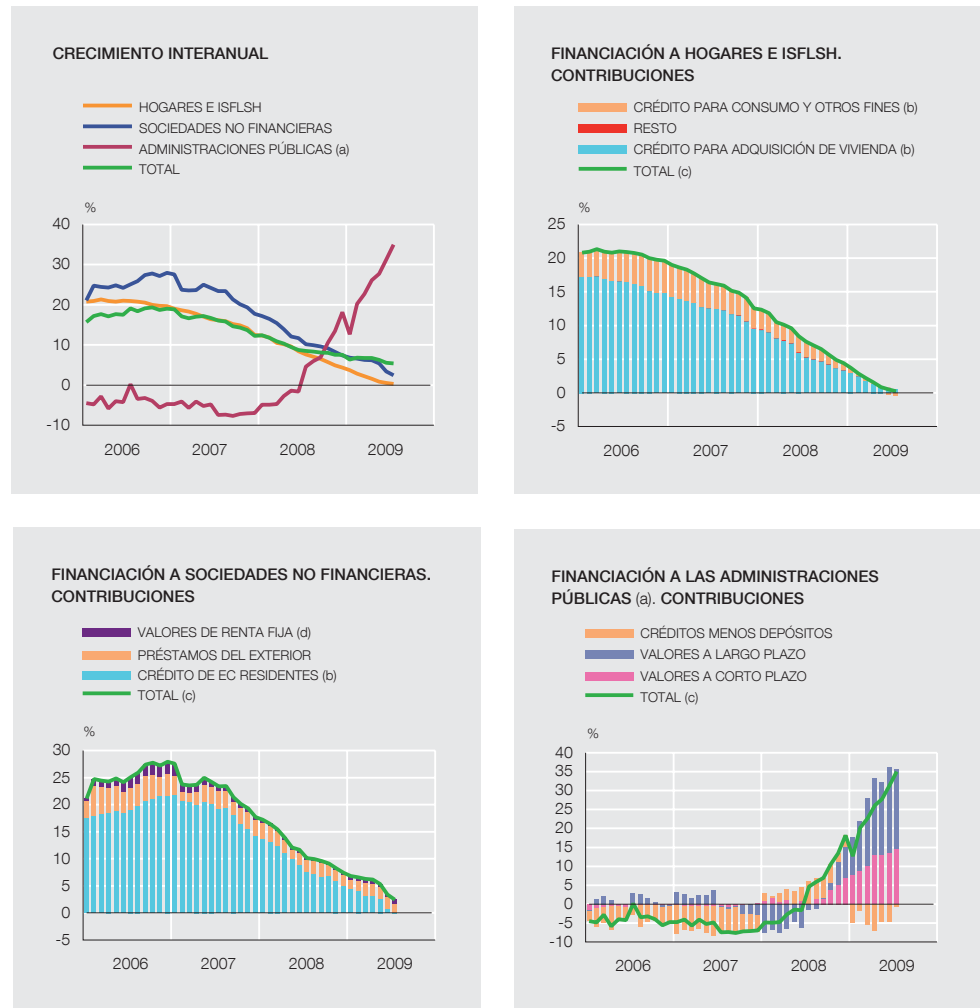 CRECIMIENTO INTERANUAL
HOGARES E ISFLSH
SOCIEDADES NO FINANCIERAS
ADMINISTRACIONES PÚBLICAS (a)
TOTAL
%
40
30
20
10
0
-10
2006 2007 2008 2009
FINANCIACIÓN A HOGARES E ISFLSH.
CONTRIBUCIONES
CRÉDITO PARA CONSUMO Y OTROS FINES (b)
RESTO
CRÉDITO PARA ADQUISICIÓN DE VIVIENDA (b)
TOTAL (c)
%
25
20
15
10
5
0
-5
2006 2007 2008 2009
FINANCIACIÓN A SOCIEDADES NO FINANCIERAS.
CONTRIBUCIONES
VALORES DE RENTA FIJA (d)
PRÉSTAMOS DEL EXTERIOR
CRÉDITO DE EC RESIDENTES (b)
TOTAL (c)
%
30
25
20
15
10
5
0
-5
2006 2007 2008 2009
FINANCIACIÓN A LAS ADMINISTRACIONES
PÚBLICAS (a). CONTRIBUCIONES
CRÉDITOS MENOS DEPÓSITOS
VALORES A LARGO PLAZO
VALORES A CORTO PLAZO
TOTAL (c)
%
40
35
30
25
20
15
10
5
0
-5
-10
2006 2007 2008 2009